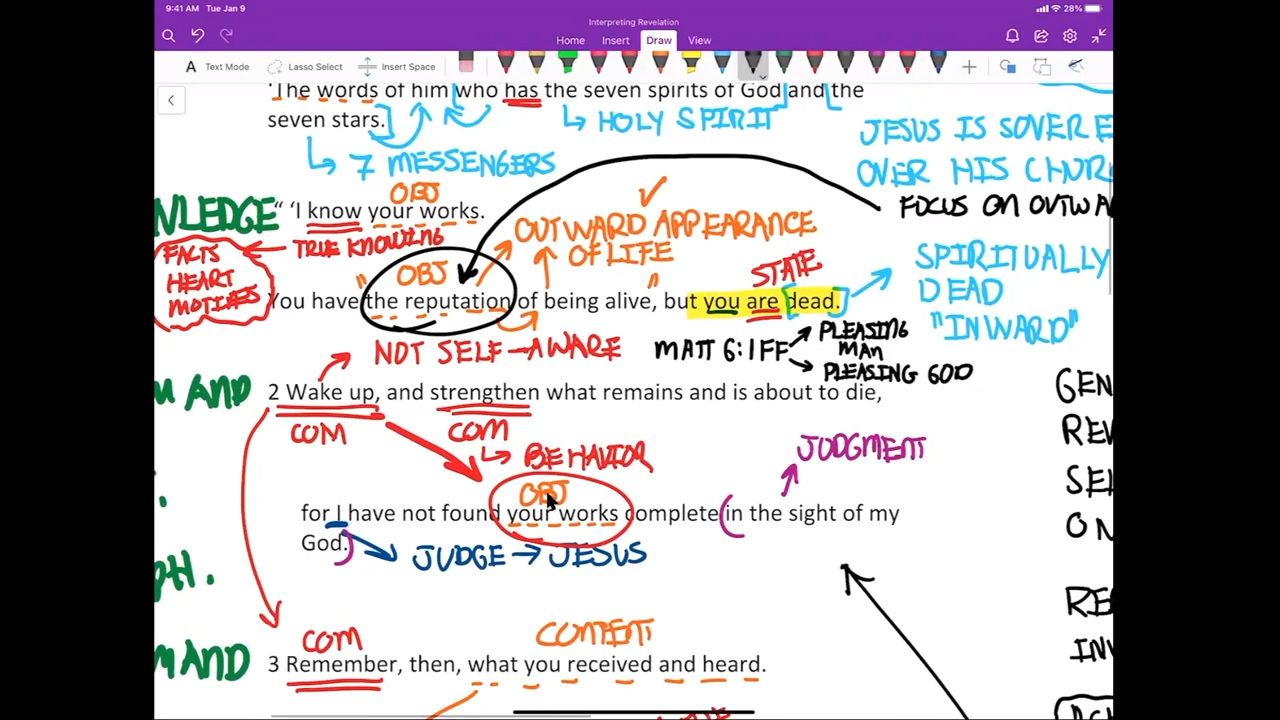 9:41 AM Tue Jan 9
28%
Interpreting Revelation
Home Insert Draw View
Text Mode Lasso Select Insert Space
'The words of him who has the seven spirits of God and the
seven stars.
HOLY SPIRIT
7 MESSENGERS
JESUS IS SOVERE
OVER HIS CHURC
OBJ
NLEDGE
" 'I know your works.
FOCUS ON OUTWA
TRUE KNOWING
OUTWARD APPEARANCE
OF LIFE
FACTS
HEART
MOTIVES
" OBJ "
STATE
SPIRITUALLY
DEAD
"INWARD"
You have the reputation of being alive, but you are dead.
NOT SELF-AWARE
MATT 6:1FF
PLEASING
MAN
PLEASING GOD
M AND
2 Wake up, and strengthen what remains and is about to die,
GEN
REV
SEL
ON
COM COM
BEHAVIOR
JUDGMENT
OBJ
for I have not found your works complete in the sight of my
God.
JUDGE → JESUS
PH.
RE
INV
COM
CONTENT
MAND
3 Remember, then, what you received and heard.